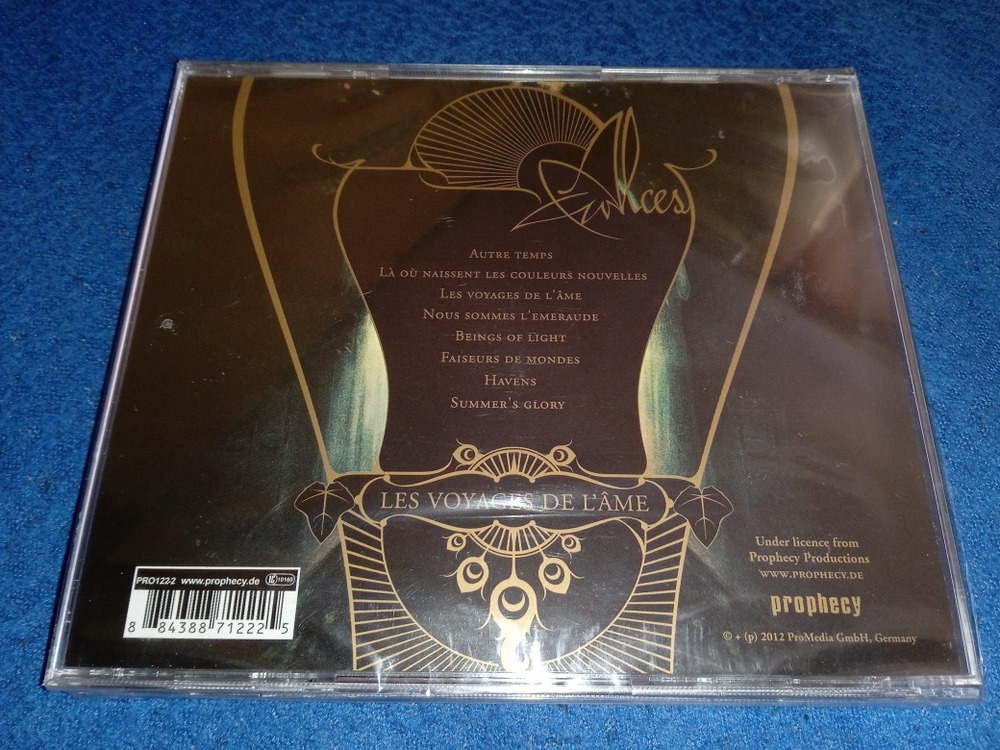 Alcest
Autre temps
Là où naissent les couleurs nouvelles
Les voyages de l'âme
Nous sommes l'emeraude
Beings of light
Faiseurs de mondes
Havens
Summer's glory
LES VOYAGES DE L'ÂME
Under licence from
Prophecy Productions
WWW.PROPHECY.DE
prophecy
© + (p) 2012 ProMedia GmbH, Germany
PRO122-2 www.prophecy.de LC 10160
8 84388 71222 5